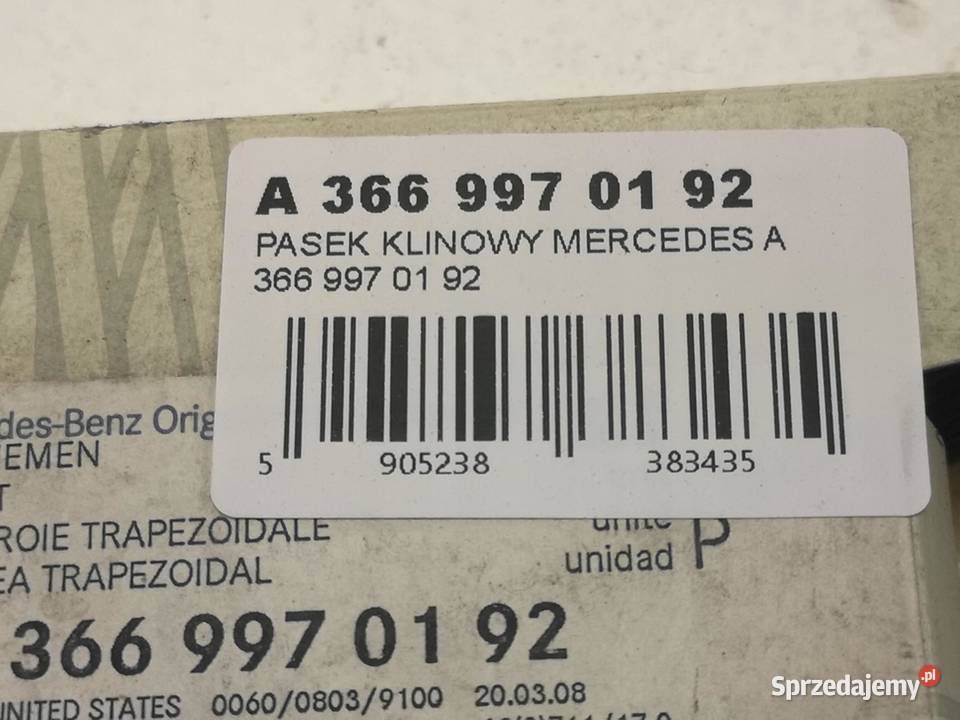 A 366 997 01 92
PASEK KLINOWY MERCEDES A
366 997 01 92
5 905238 383435
des-Benz Orig
EMEN
T
ROIE TRAPEZOIDALE
unité
EA TRAPEZOIDAL
unidad P
366 997 01 92
UNITED STATES 0060/0803/9100 20.03.08
Sprzedajemy.pl